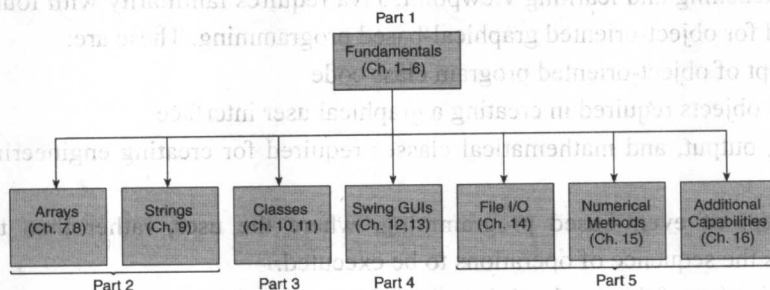 Part 1
Fundamentals
(Ch. 1–6)
Arrays
(Ch. 7,8)
Strings
(Ch. 9)
Classes
(Ch. 10,11)
Swing GUIs
(Ch. 12,13)
File I/O
(Ch. 14)
Numerical
Methods
(Ch. 15)
Additional
Capabilities
(Ch. 16)
Part 2
Part 3
Part 4
Part 5